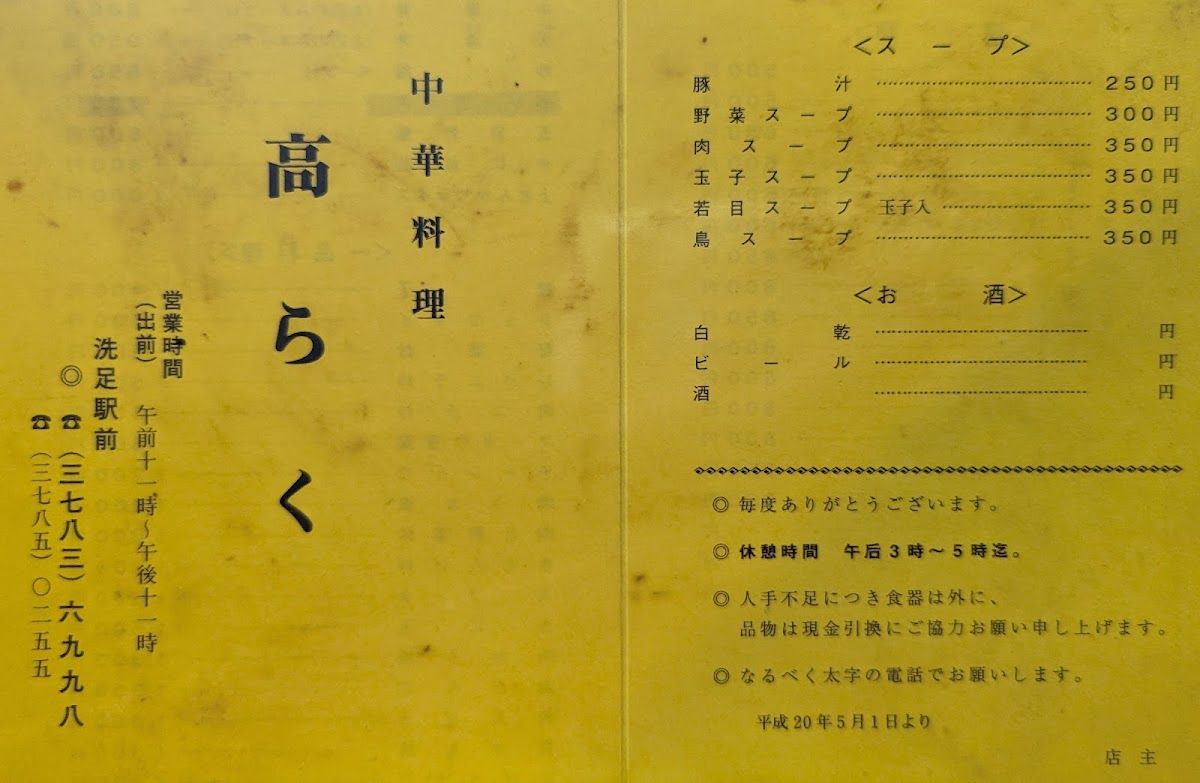 中華料理
高らく
営業時間
(出前) 午前十一時～午後十一時
洗足駅前
◎ ☎ (三七八三) 六九九八
☎ (三七八五) 〇二五五
＜スープ＞
豚汁 250円
野菜スープ 300円
肉スープ 350円
玉子スープ 350円
若目スープ 玉子入 350円
鳥スープ 350円
＜お酒＞
白乾 円
ビール 円
酒 円
◎ 毎度ありがとうございます。
◎ 休憩時間　午后3時～5時迄。
◎ 人手不足につき食器は外に、
品物は現金引換にご協力お願い申し上げます。
◎ なるべく太字の電話でお願いします。
平成20年5月1日より
店主